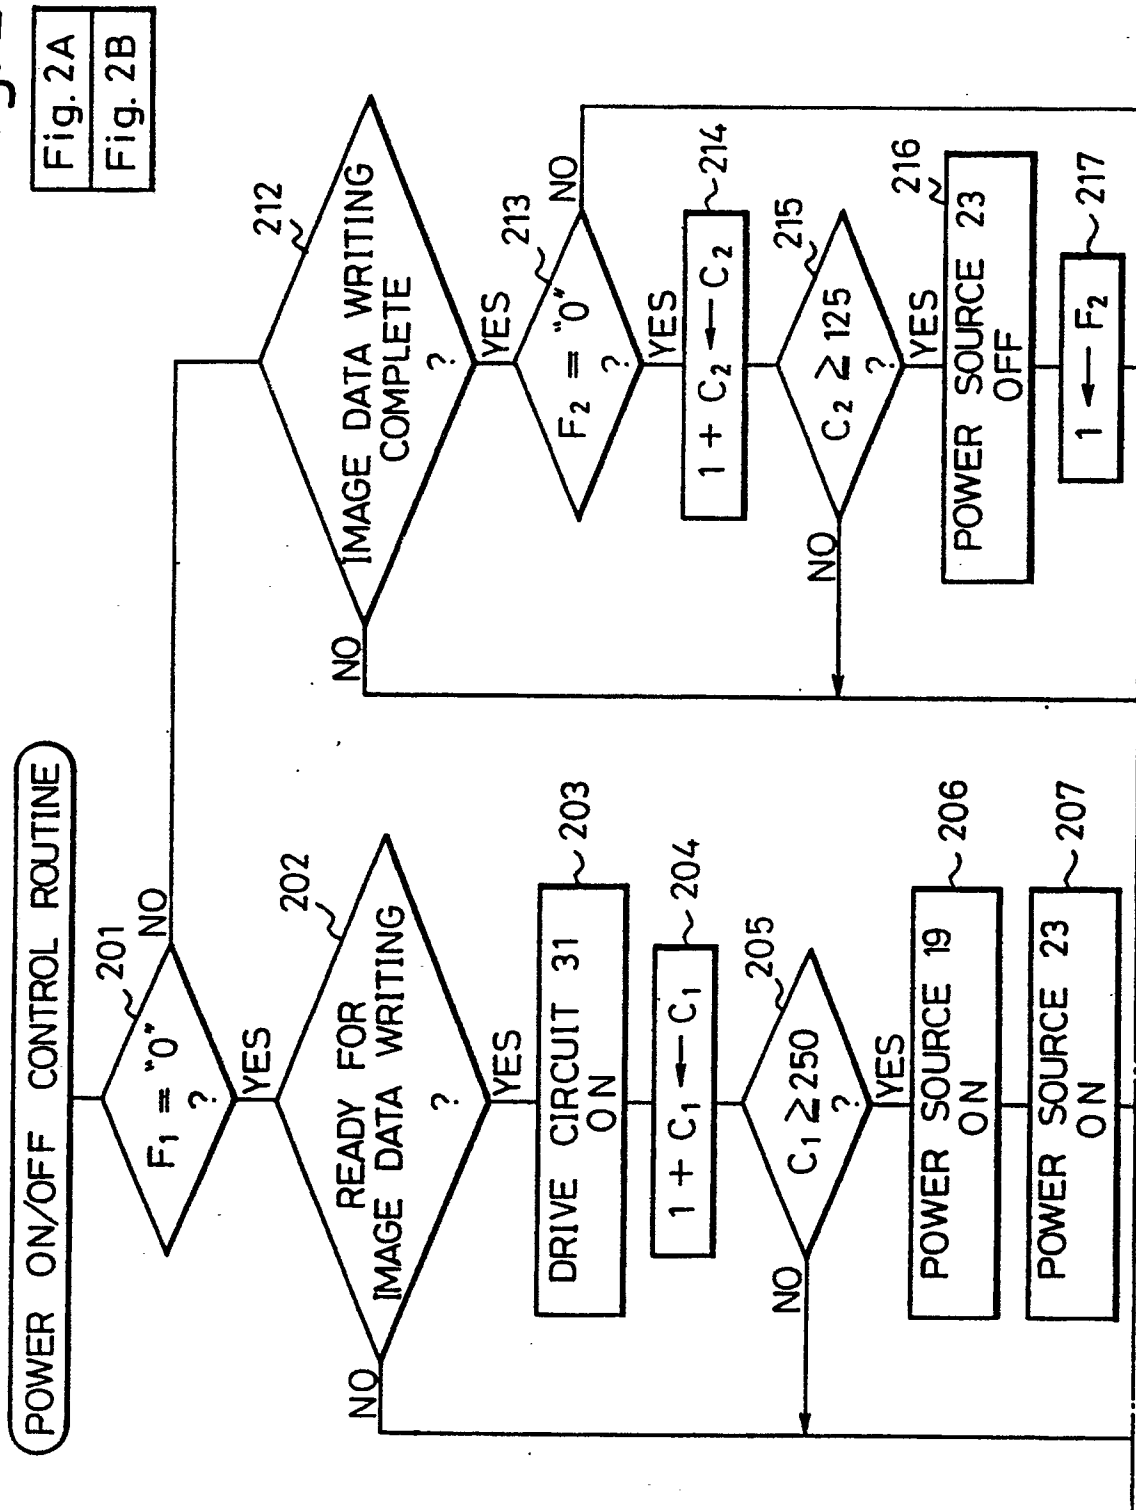 Fig. 2A
Fig. 2B
POWER ON/OFF CONTROL ROUTINE
201
F₁ = "0"
?
NO
YES
202
READY FOR
IMAGE DATA WRITING
?
NO
YES
203
DRIVE CIRCUIT 31
ON
204
1 + C₁ ← C₁
205
C₁ ≥ 250
?
NO
YES
206
POWER SOURCE 19
ON
207
POWER SOURCE 23
ON
212
IMAGE DATA WRITING
COMPLETE
?
NO
YES
213
F₂ = "0"
?
NO
YES
214
1 + C₂ ← C₂
215
C₂ ≥ 125
?
NO
YES
216
POWER SOURCE 23
OFF
217
1 ← F₂